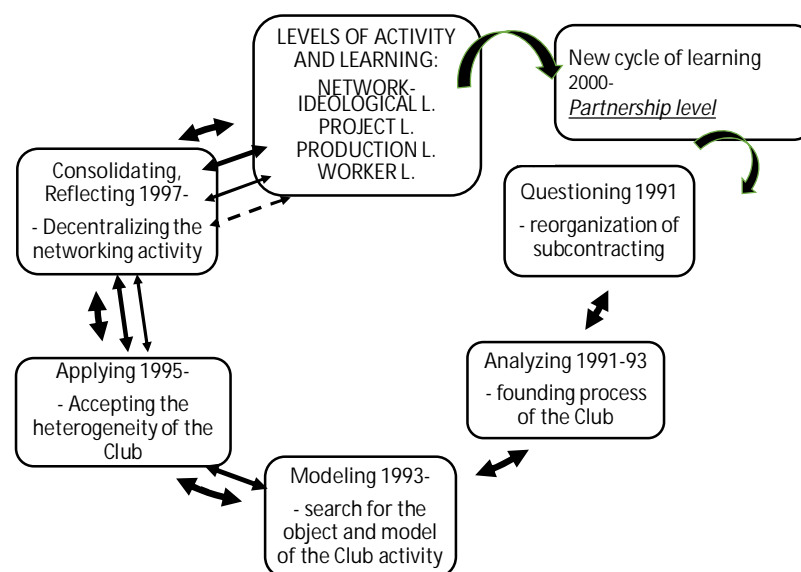 LEVELS OF ACTIVITY
AND LEARNING:
NETWORK-
IDEOLOGICAL L.
PROJECT L.
PRODUCTION L.
WORKER L.
New cycle of learning
2000-
Partnership level
Questioning 1991
- reorganization of
subcontracting
Analyzing 1991-93
- founding process
of the Club
Modeling 1993-
- search for the
object and model
of the Club activity
Applying 1995-
- Accepting the
heterogeneity of the
Club
Consolidating,
Reflecting 1997-
- Decentralizing the
networking activity